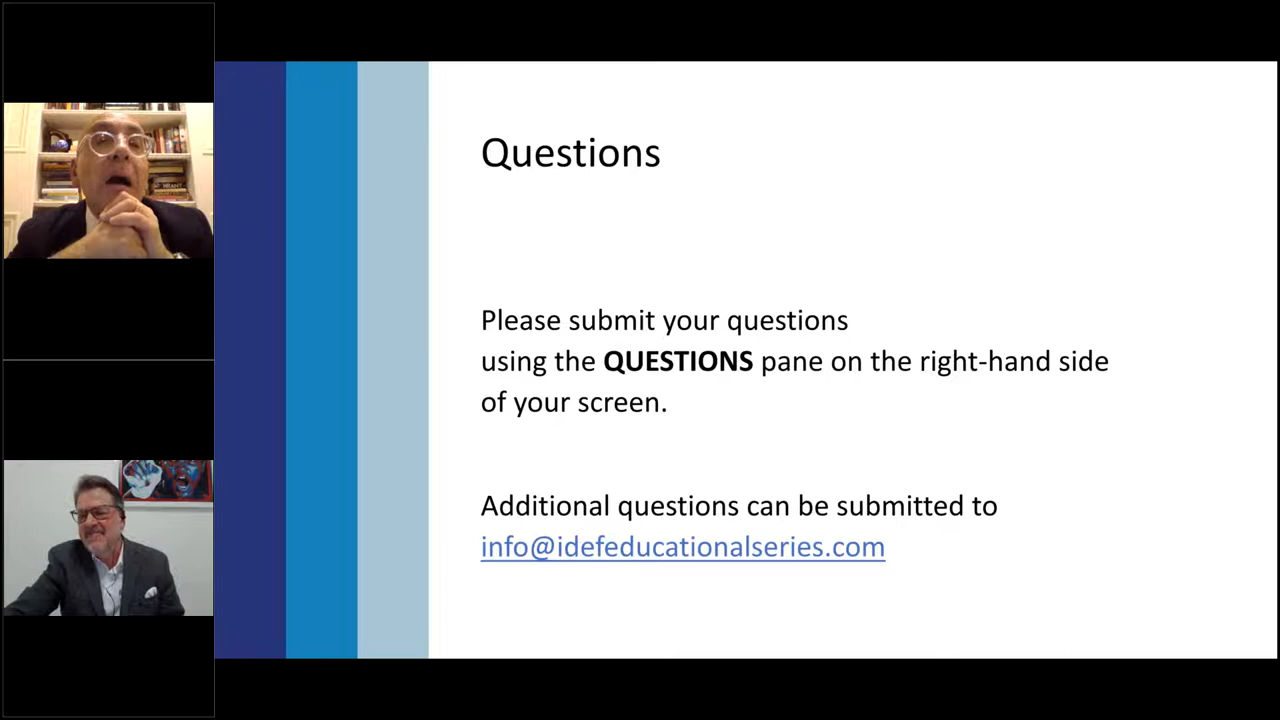 Questions
Please submit your questions
using the QUESTIONS pane on the right-hand side
of your screen.
Additional questions can be submitted to
info@idefeducationalseries.com